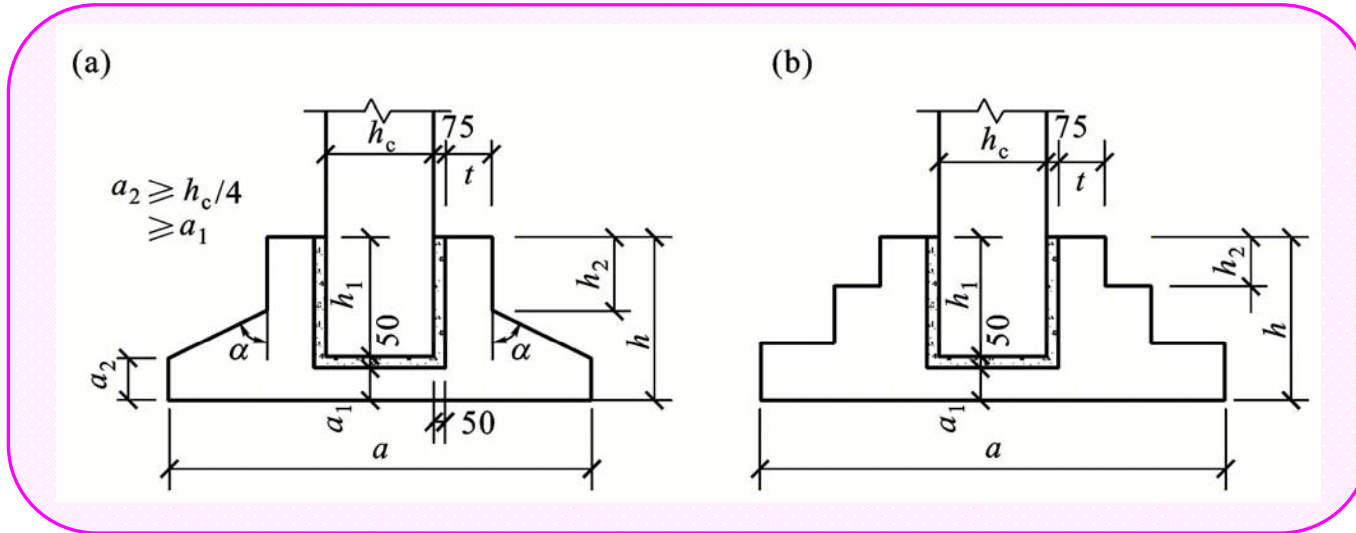 (a)
h_c
75
t
a_2 ≥ h_c/4
≥ a_1
h_1
50
h_2
h
α
α
a_2
a_1
50
a
(b)
h_c
75
t
h_1
50
h_2
h
a_1
a